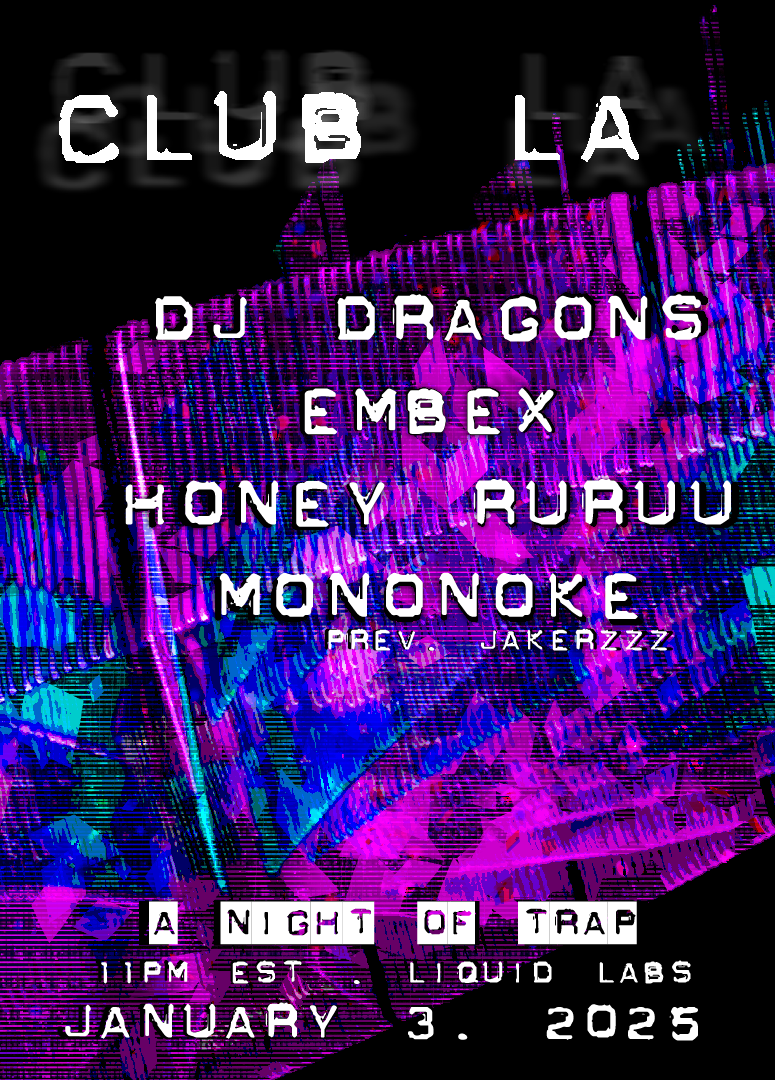 CLUB LA
DJ DRAGONS
EMBEX
HONEY RURUU
MONONOKE
PREV. JAKERZZZ
A NIGHT OF TRAP
11PM EST . LIQUID LABS
JANUARY 3. 2025